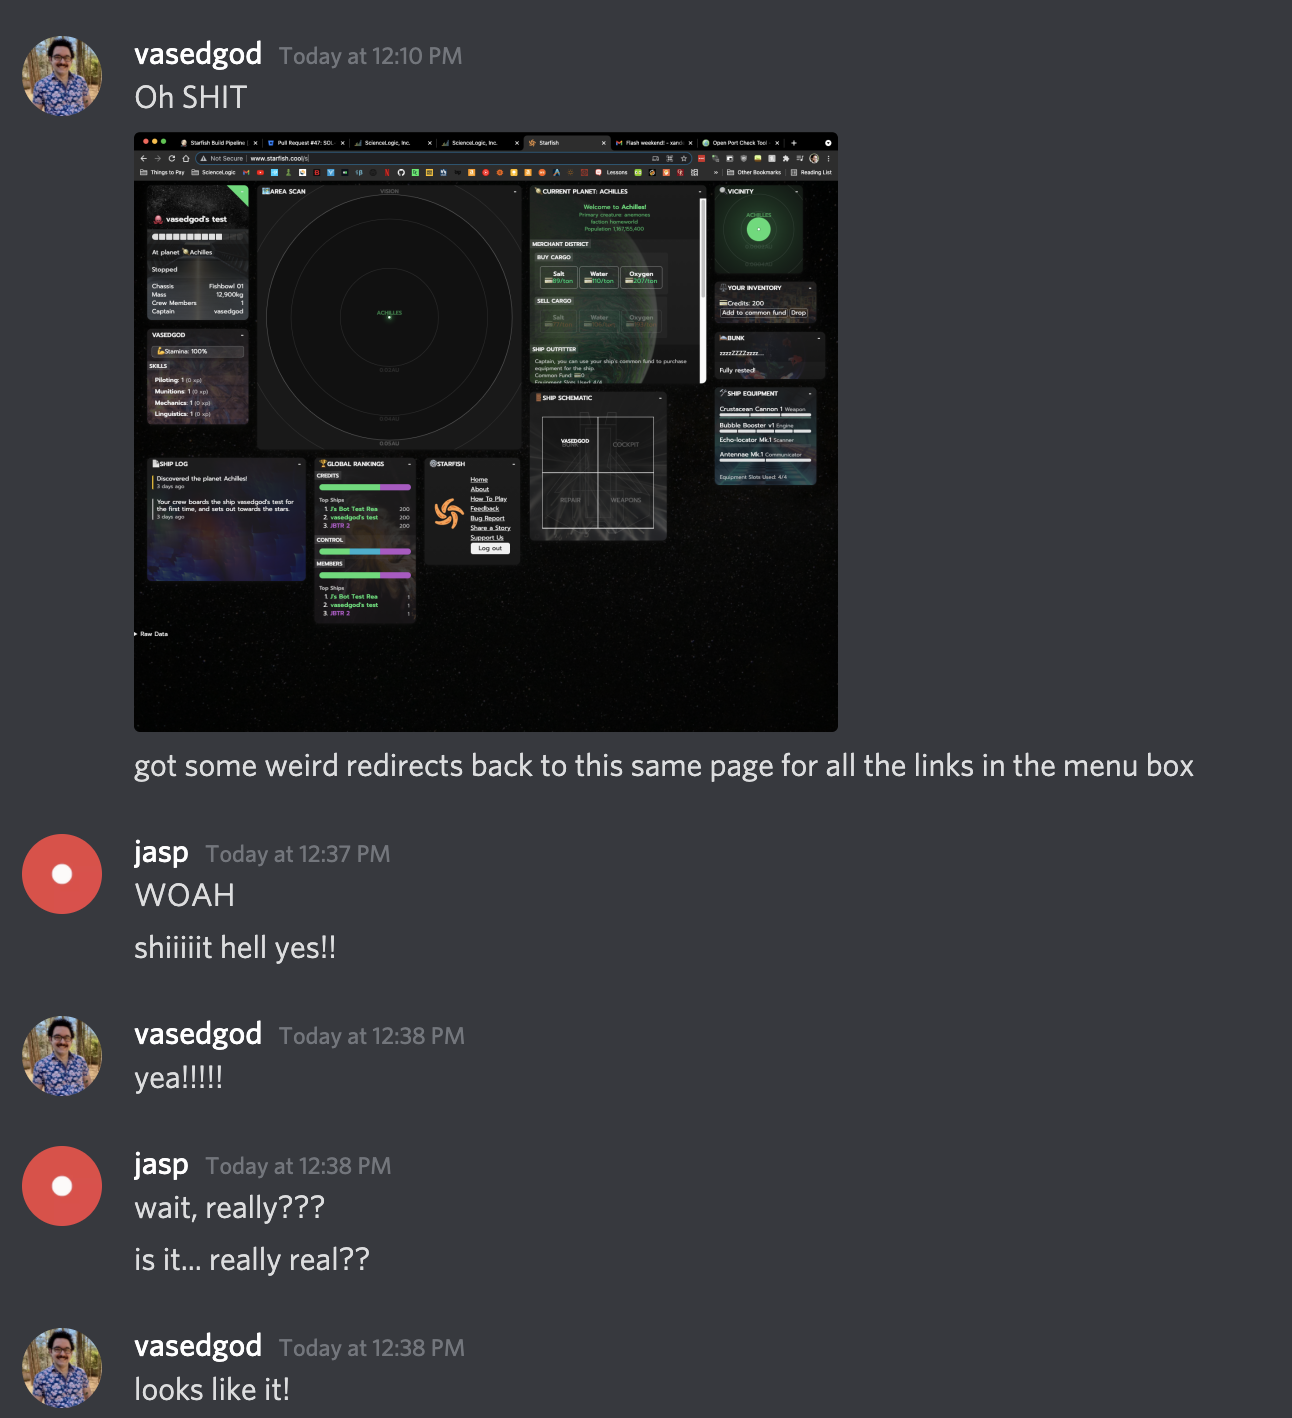 vasedgod Today at 12:10 PM
Oh SHIT
Starfish Build Pipeline
Pull Request #47: SOL
ScienceLogic, Inc.
ScienceLogic, Inc.
Starfish
Flash weekend! - xand
Open Port Check Tool
Not Secure | www.starfish.cool/s
Things to Pay
ScienceLogic
Lessons
Other Bookmarks
Reading List
vasedgod's test
At planet Achilles
Stopped
Chassis Fishbowl 01
Mass 12,900kg
Crew Members 1
Captain vasedgod
VASEDGOD
Stamina: 100%
SKILLS
Piloting: 1 (0 xp)
Munitions: 1 (0 xp)
Mechanics: 1 (0 xp)
Linguistics: 1 (0 xp)
AREA SCAN
VISION
ACHILLES
0.05AU
CURRENT PLANET: ACHILLES
Welcome to Achilles!
Primary creature: anemones
faction homeworld
Population 1,167,155,400
MERCHANT DISTRICT
BUY CARGO
Salt Water Oxygen
99/ton 110/ton 207/ton
SELL CARGO
Salt Water Oxygen
SHIP OUTFITTER
Captain, you can use your ship's common fund to purchase
equipment for the ship.
Common Fund: 0
Equipment Slots Used: 4/4
VICINITY
ACHILLES
YOUR INVENTORY
Credits: 200
Add to common fund Drop
BUNK
zzzzZZZZzzzz...
Fully rested!
SHIP EQUIPMENT
Crustacean Cannon 1 Weapon
Bubble Booster v1 Engine
Echo-locator Mk.1 Scanner
Antennae Mk.1 Communicator
Equipment Slots Used: 4/4
SHIP SCHEMATIC
VASEDGOD
COCKPIT
REPAIR
WEAPONS
SHIP LOG
Discovered the planet Achilles!
3 days ago
Your crew boards the ship vasedgod's test for
the first time, and sets out towards the stars.
3 days ago
GLOBAL RANKINGS
CREDITS
Top Ships
1. J's Bot Test Rea 200
2. vasedgod's test 200
3. JBTR 2 200
CONTROL
MEMBERS
Top Ships
1. J's Bot Test Rea 1
2. vasedgod's test 1
3. JBTR 2 1
STARFISH
Home
About
How To Play
Feedback
Bug Report
Share a Story
Support Us
Log out
Raw Data
got some weird redirects back to this same page for all the links in the menu box
jasp Today at 12:37 PM
WOAH
shiiiiit hell yes!!
vasedgod Today at 12:38 PM
yea!!!!!
jasp Today at 12:38 PM
wait, really???
is it... really real??
vasedgod Today at 12:38 PM
looks like it!